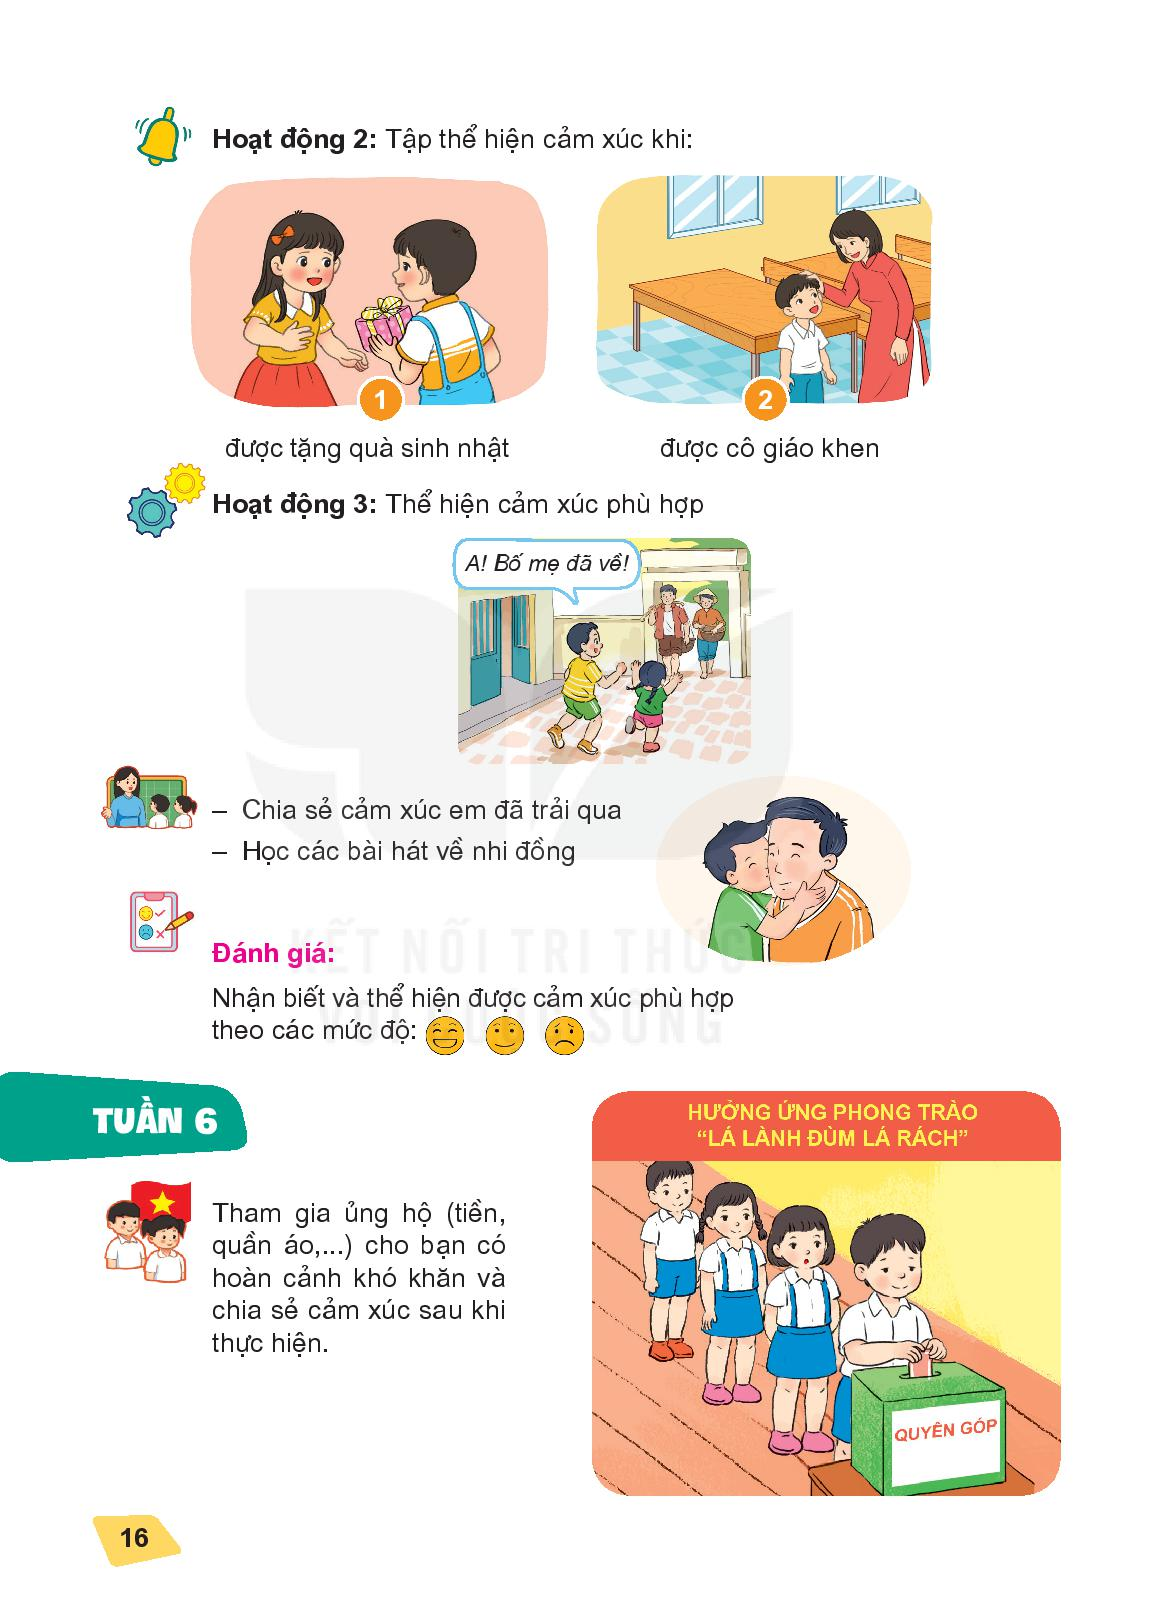 Hoạt động 2: Tập thể hiện cảm xúc khi:
1
2
được tặng quà sinh nhật
được cô giáo khen
Hoạt động 3: Thể hiện cảm xúc phù hợp
A! Bố mẹ đã về!
– Chia sẻ cảm xúc em đã trải qua
– Học các bài hát về nhi đồng
KẾT NỐI TRI THỨC
Đánh giá:
Nhận biết và thể hiện được cảm xúc phù hợp
theo các mức độ:
TUẦN 6
HƯỞNG ỨNG PHONG TRÀO
“LÁ LÀNH ĐÙM LÁ RÁCH”
Tham gia ủng hộ (tiền,
quần áo,...) cho bạn có
hoàn cảnh khó khăn và
chia sẻ cảm xúc sau khi
thực hiện.
QUYÊN GÓP
16